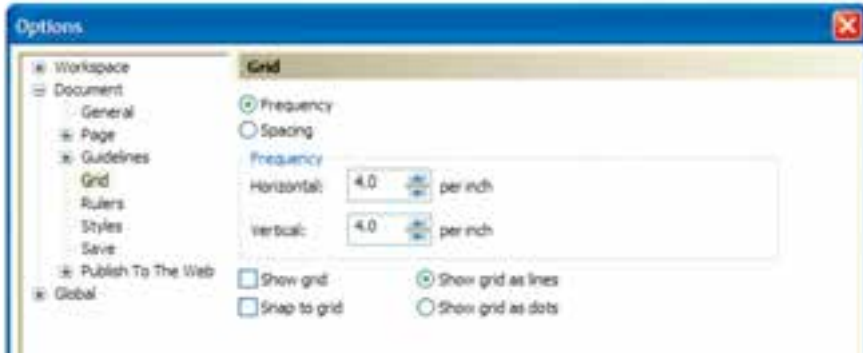 Options
Workspace
Document
General
Page
Guidelines
Grid
Rulers
Styles
Save
Publish To The Web
Global
Grid
Frequency
Spacing
Frequency
Horizontal: 4.0 per inch
Vertical: 4.0 per inch
Show grid Show grid as lines
Snap to grid Show grid as dots